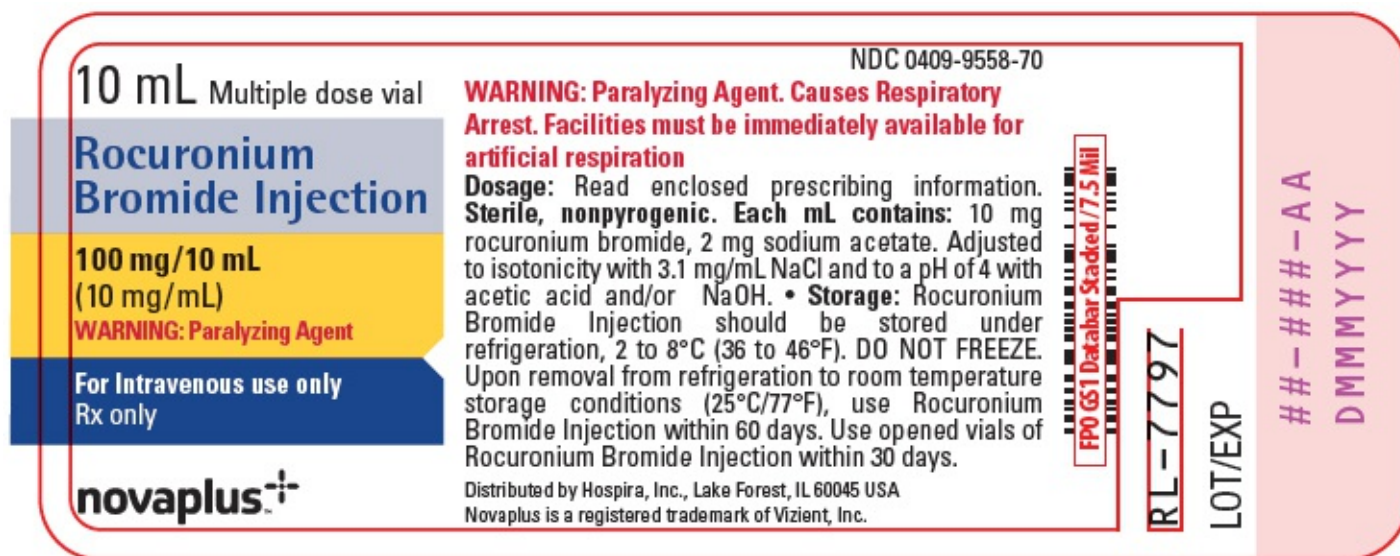 10 mL Multiple dose vial
Rocuronium
Bromide Injection
100 mg/10 mL
(10 mg/mL)
WARNING: Paralyzing Agent
For Intravenous use only
Rx only
novaplus™
NDC 0409-9558-70
WARNING: Paralyzing Agent. Causes Respiratory
Arrest. Facilities must be immediately available for
artificial respiration
Dosage: Read enclosed prescribing information.
Sterile, nonpyrogenic. Each mL contains: 10 mg
rocuronium bromide, 2 mg sodium acetate. Adjusted
to isotonicity with 3.1 mg/mL NaCl and to a pH of 4 with
acetic acid and/or NaOH. • Storage: Rocuronium
Bromide Injection should be stored under
refrigeration, 2 to 8°C (36 to 46°F). DO NOT FREEZE.
Upon removal from refrigeration to room temperature
storage conditions (25°C/77°F), use Rocuronium
Bromide Injection within 60 days. Use opened vials of
Rocuronium Bromide Injection within 30 days.
Distributed by Hospira, Inc., Lake Forest, IL 60045 USA
Novaplus is a registered trademark of Vizient, Inc.
FPO GS1 Databar Stacked / 7.5 Mil
RL-7797
LOT/EXP
##-###-AA
DMMMYYYY